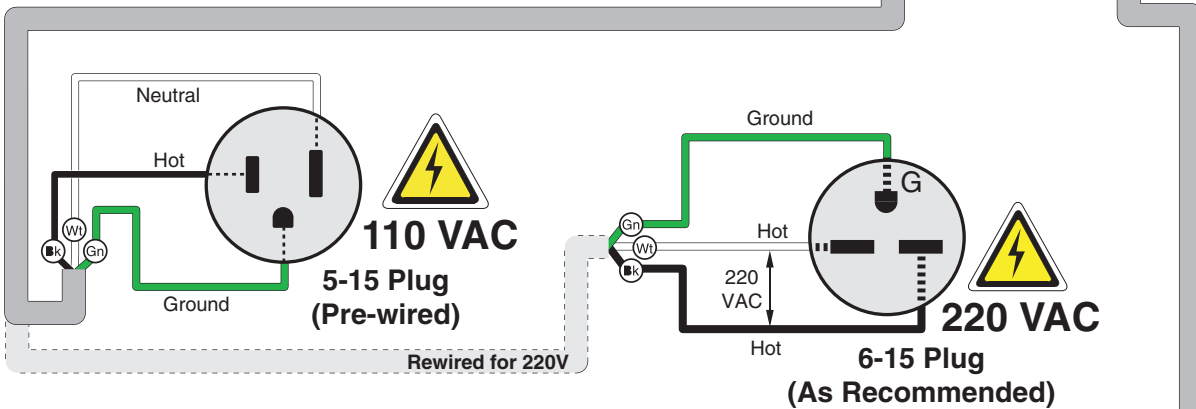 Neutral
Hot
Wt
Bk
Gn
Ground
110 VAC
5-15 Plug
(Pre-wired)
Rewired for 220V
Ground
G
Gn
Wt
Bk
Hot
220
VAC
Hot
220 VAC
6-15 Plug
(As Recommended)